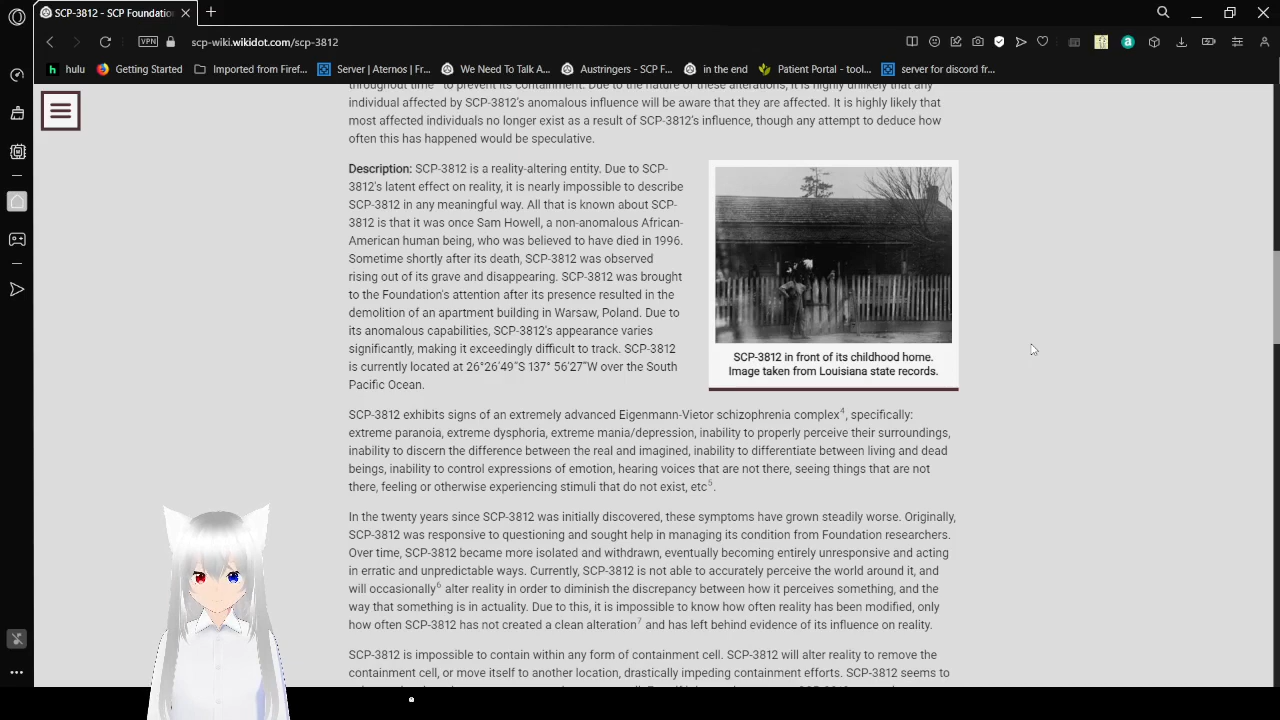 SCP-3812 - SCP Foundatio
VPN
scp-wiki.wikidot.com/scp-3812
hulu
Getting Started
Imported from Firef...
Server | Aternos | Fr...
We Need To Talk A...
Austringers - SCP F...
in the end
Patient Portal - tool...
server for discord fr...
individual affected by SCP-3812's anomalous influence will be aware that they are affected. It is highly likely that
most affected individuals no longer exist as a result of SCP-3812's influence, though any attempt to deduce how
often this has happened would be speculative.
Description: SCP-3812 is a reality-altering entity. Due to SCP-
3812's latent effect on reality, it is nearly impossible to describe
SCP-3812 in any meaningful way. All that is known about SCP-
3812 is that it was once Sam Howell, a non-anomalous African-
American human being, who was believed to have died in 1996.
Sometime shortly after its death, SCP-3812 was observed
rising out of its grave and disappearing. SCP-3812 was brought
to the Foundation's attention after its presence resulted in the
demolition of an apartment building in Warsaw, Poland. Due to
its anomalous capabilities, SCP-3812's appearance varies
significantly, making it exceedingly difficult to track. SCP-3812
is currently located at 26°26'49"S 137° 56'27"W over the South
Pacific Ocean.
SCP-3812 in front of its childhood home.
Image taken from Louisiana state records.
SCP-3812 exhibits signs of an extremely advanced Eigenmann-Vietor schizophrenia complex4, specifically:
extreme paranoia, extreme dysphoria, extreme mania/depression, inability to properly perceive their surroundings,
inability to discern the difference between the real and imagined, inability to differentiate between living and dead
beings, inability to control expressions of emotion, hearing voices that are not there, seeing things that are not
there, feeling or otherwise experiencing stimuli that do not exist, etc5.
In the twenty years since SCP-3812 was initially discovered, these symptoms have grown steadily worse. Originally,
SCP-3812 was responsive to questioning and sought help in managing its condition from Foundation researchers.
Over time, SCP-3812 became more isolated and withdrawn, eventually becoming entirely unresponsive and acting
in erratic and unpredictable ways. Currently, SCP-3812 is not able to accurately perceive the world around it, and
will occasionally6 alter reality in order to diminish the discrepancy between how it perceives something, and the
way that something is in actuality. Due to this, it is impossible to know how often reality has been modified, only
how often SCP-3812 has not created a clean alteration7 and has left behind evidence of its influence on reality.
SCP-3812 is impossible to contain within any form of containment cell. SCP-3812 will alter reality to remove the
containment cell, or move itself to another location, drastically impeding containment efforts. SCP-3812 seems to